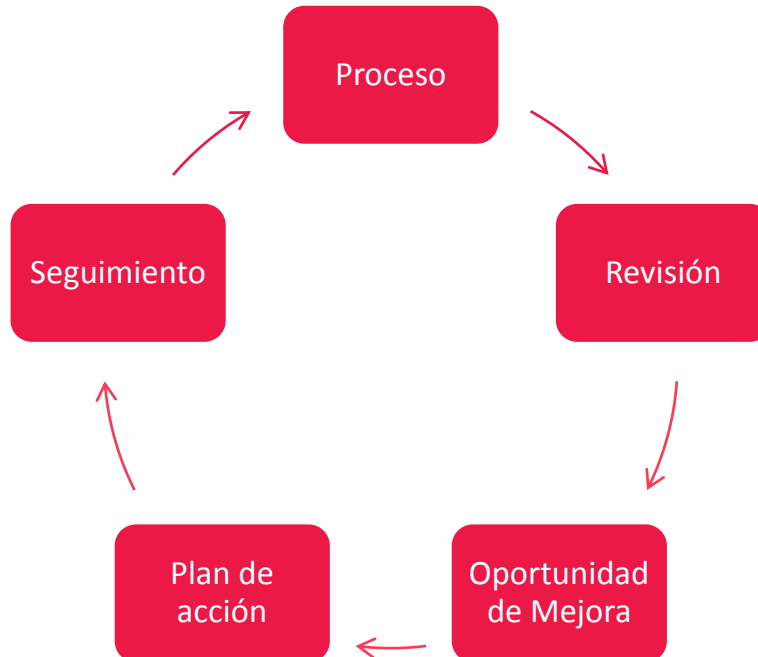 Proceso
Revisión
Oportunidad
de Mejora
Plan de
acción
Seguimiento